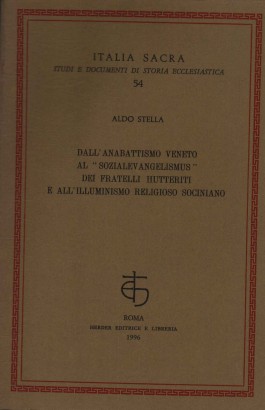 ITALIA SACRA
STUDI E DOCUMENTI DI STORIA ECCLESIASTICA
54
ALDO STELLA
DALL'ANABATTISMO VENETO
AL "SOZIALEVANGELISMUS"
DEI FRATELLI HUTTERITI
E ALL'ILLUMINISMO RELIGIOSO SOCINIANO
ROMA
HERDER EDITRICE E LIBRERIA
1996